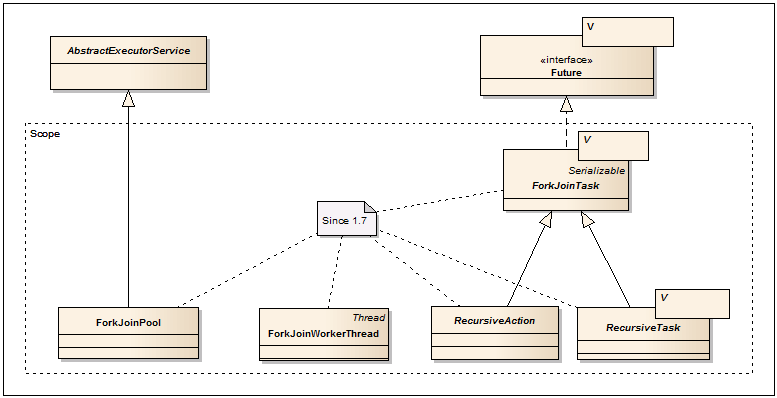 V
AbstractExecutorService
«interface»
Future
Scope
V
Serializable
ForkJoinTask
Since 1.7
V
ForkJoinPool
Thread
ForkJoinWorkerThread
RecursiveAction
RecursiveTask